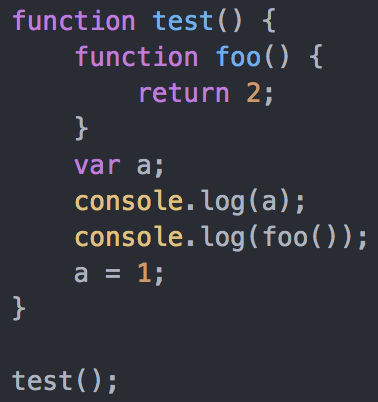 function test() {
    function foo() {
        return 2;
    }
    var a;
    console.log(a);
    console.log(foo());
    a = 1;
}

test();